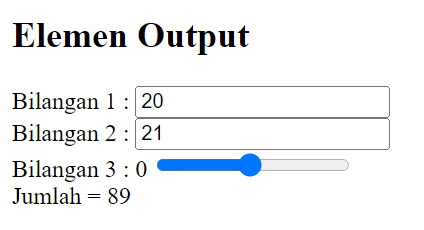 Elemen Output
Bilangan 1 : 20
Bilangan 2 : 21
Bilangan 3 : 0
Jumlah = 89